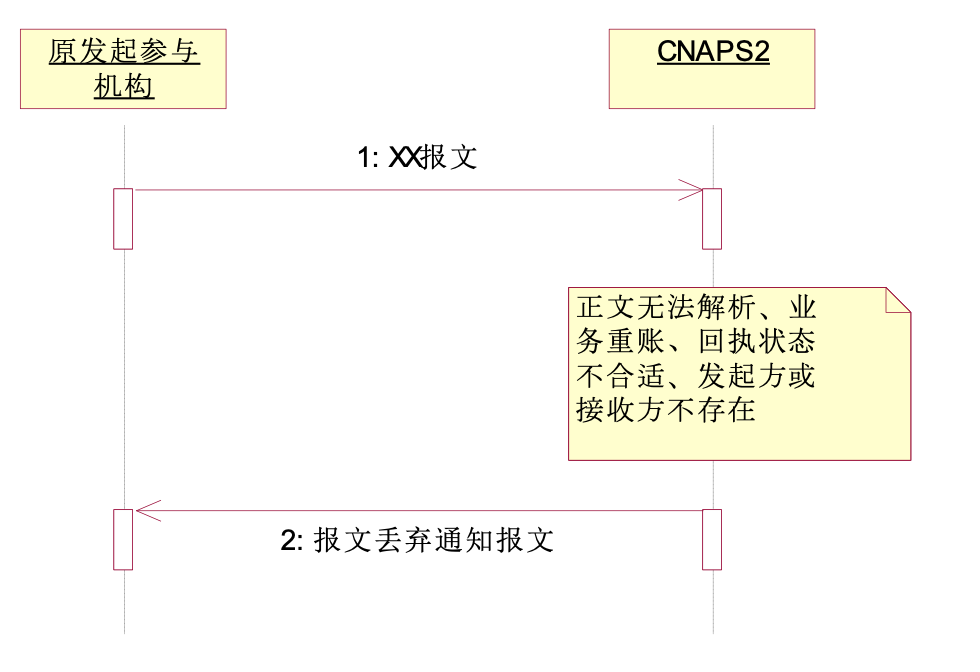 原发起参与
机构
CNAPS2
1: XX报文
正文无法解析、业
务重账、回执状态
不合适、发起方或
接收方不存在
2: 报文丢弃通知报文